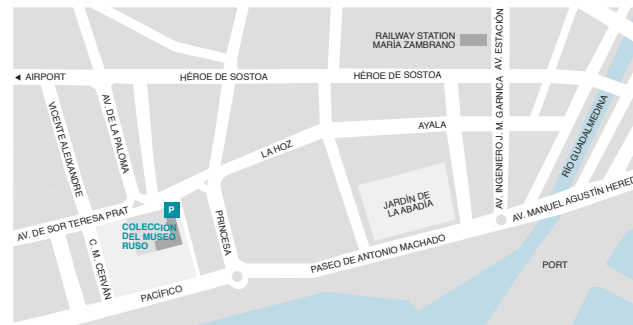 RAILWAY STATION
MARÍA ZAMBRANO
AV. ESTACIÓN
◄ AIRPORT
HÉROE DE SOSTOA
HÉROE DE SOSTOA
AV. DE LA PALOMA
VICENTE ALEIXANDRE
AV. INGENIERO J. M. GARNICA
RÍO GUADALMEDINA
AYALA
LA HOZ
P
JARDÍN DE
LA ABADÍA
AV. MANUEL AGUSTÍN HERED
AV. DE SOR TERESA PRAT
COLECCIÓN
DEL MUSEO
RUSO
PRINCESA
C. M. CERVÁN
PASEO DE ANTONIO MACHADO
PORT
PACÍFICO